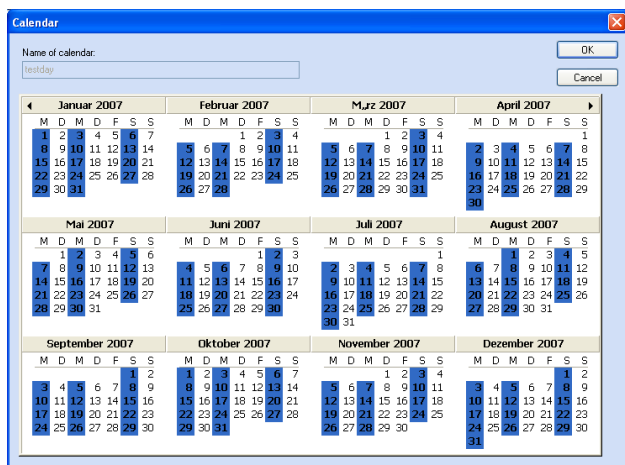 Calendar
Name of calendar:
testday
OK
Cancel
Januar 2007
M D M D F S S
1 2 3 4 5 6 7
8 9 10 11 12 13 14
15 16 17 18 19 20 21
22 23 24 25 26 27 28
29 30 31
Februar 2007
M D M D F S S
1 2 3 4
5 6 7 8 9 10 11
12 13 14 15 16 17 18
19 20 21 22 23 24 25
26 27 28
M„rz 2007
M D M D F S S
1 2 3 4
5 6 7 8 9 10 11
12 13 14 15 16 17 18
19 20 21 22 23 24 25
26 27 28 29 30 31
April 2007
M D M D F S S
1
2 3 4 5 6 7 8
9 10 11 12 13 14 15
16 17 18 19 20 21 22
23 24 25 26 27 28 29
30
Mai 2007
M D M D F S S
1 2 3 4 5 6
7 8 9 10 11 12 13
14 15 16 17 18 19 20
21 22 23 24 25 26 27
28 29 30 31
Juni 2007
M D M D F S S
1 2 3
4 5 6 7 8 9 10
11 12 13 14 15 16 17
18 19 20 21 22 23 24
25 26 27 28 29 30
Juli 2007
M D M D F S S
1
2 3 4 5 6 7 8
9 10 11 12 13 14 15
16 17 18 19 20 21 22
23 24 25 26 27 28 29
30 31
August 2007
M D M D F S S
1 2 3 4 5
6 7 8 9 10 11 12
13 14 15 16 17 18 19
20 21 22 23 24 25 26
27 28 29 30 31
September 2007
M D M D F S S
1 2
3 4 5 6 7 8 9
10 11 12 13 14 15 16
17 18 19 20 21 22 23
24 25 26 27 28 29 30
Oktober 2007
M D M D F S S
1 2 3 4 5 6 7
8 9 10 11 12 13 14
15 16 17 18 19 20 21
22 23 24 25 26 27 28
29 30 31
November 2007
M D M D F S S
1 2 3 4
5 6 7 8 9 10 11
12 13 14 15 16 17 18
19 20 21 22 23 24 25
26 27 28 29 30
Dezember 2007
M D M D F S S
1 2
3 4 5 6 7 8 9
10 11 12 13 14 15 16
17 18 19 20 21 22 23
24 25 26 27 28 29 30
31